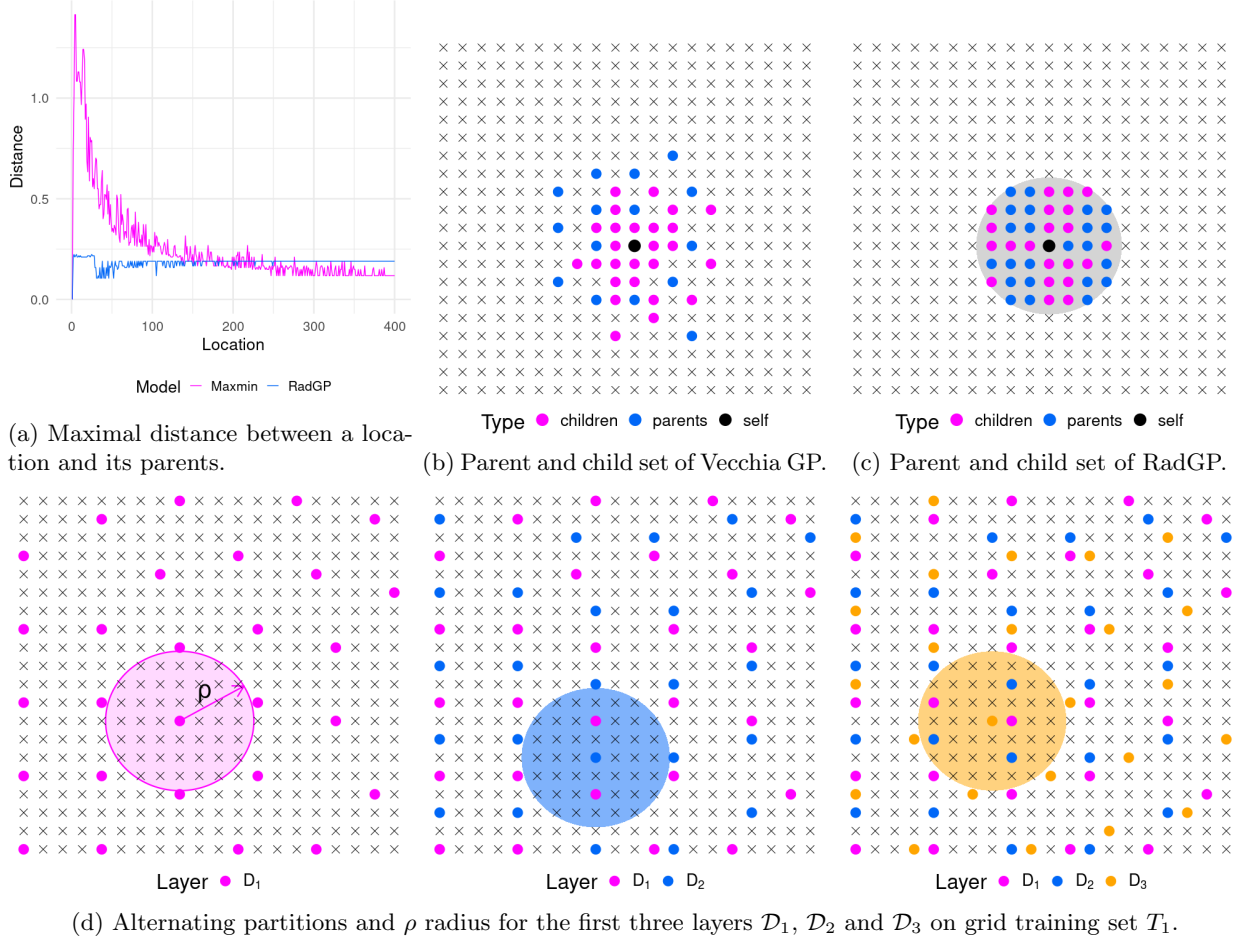 Distance
1.0
0.5
0.0
0 100 200 300 400
Location
Model Maxmin RadGP
(a) Maximal distance between a loca-
tion and its parents.
Type children parents self
(b) Parent and child set of Vecchia GP.
Type children parents self
(c) Parent and child set of RadGP.
ρ
Layer D₁
Layer D₁ D₂
Layer D₁ D₂ D₃
(d) Alternating partitions and ρ radius for the first three layers 𝒟₁, 𝒟₂ and 𝒟₃ on grid training set T₁.